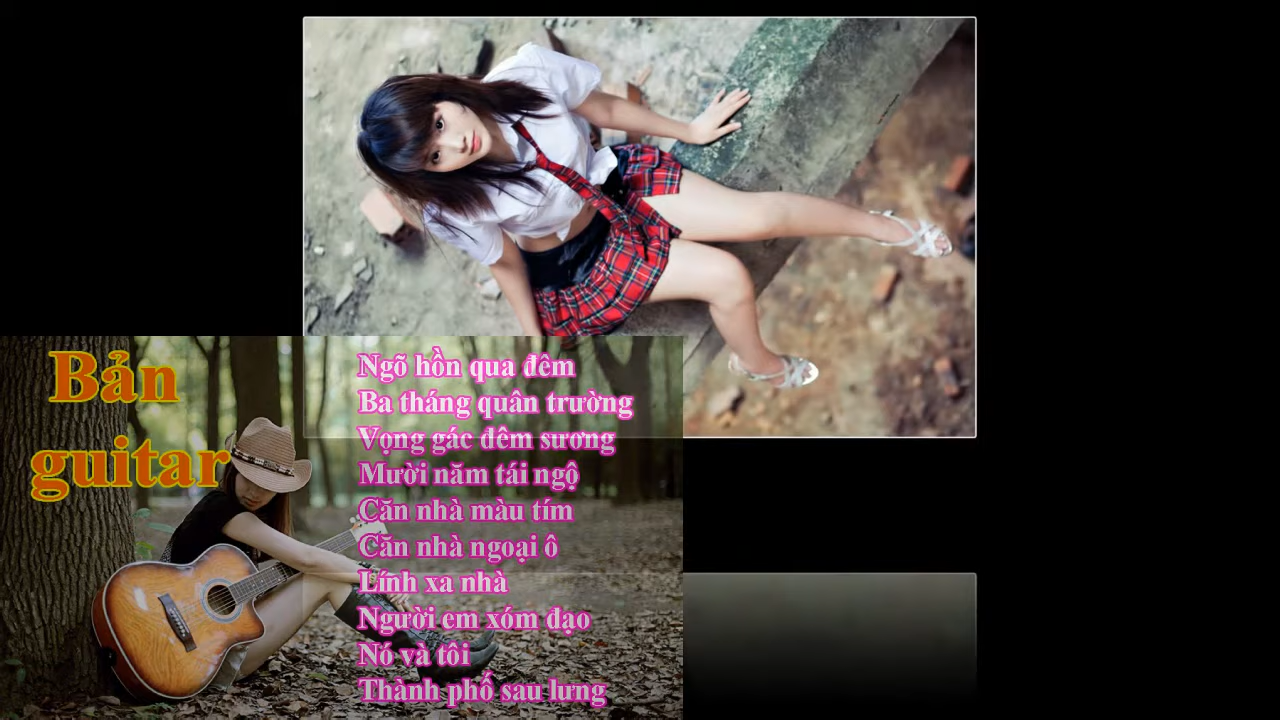 Bản
guitar
Ngõ hồn qua đêm
Ba tháng quân trường
Vọng gác đêm sương
Mười năm tái ngộ
Căn nhà màu tím
Căn nhà ngoại ô
Lính xa nhà
Người em xóm đạo
Nó và tôi
Thành phố sau lưng